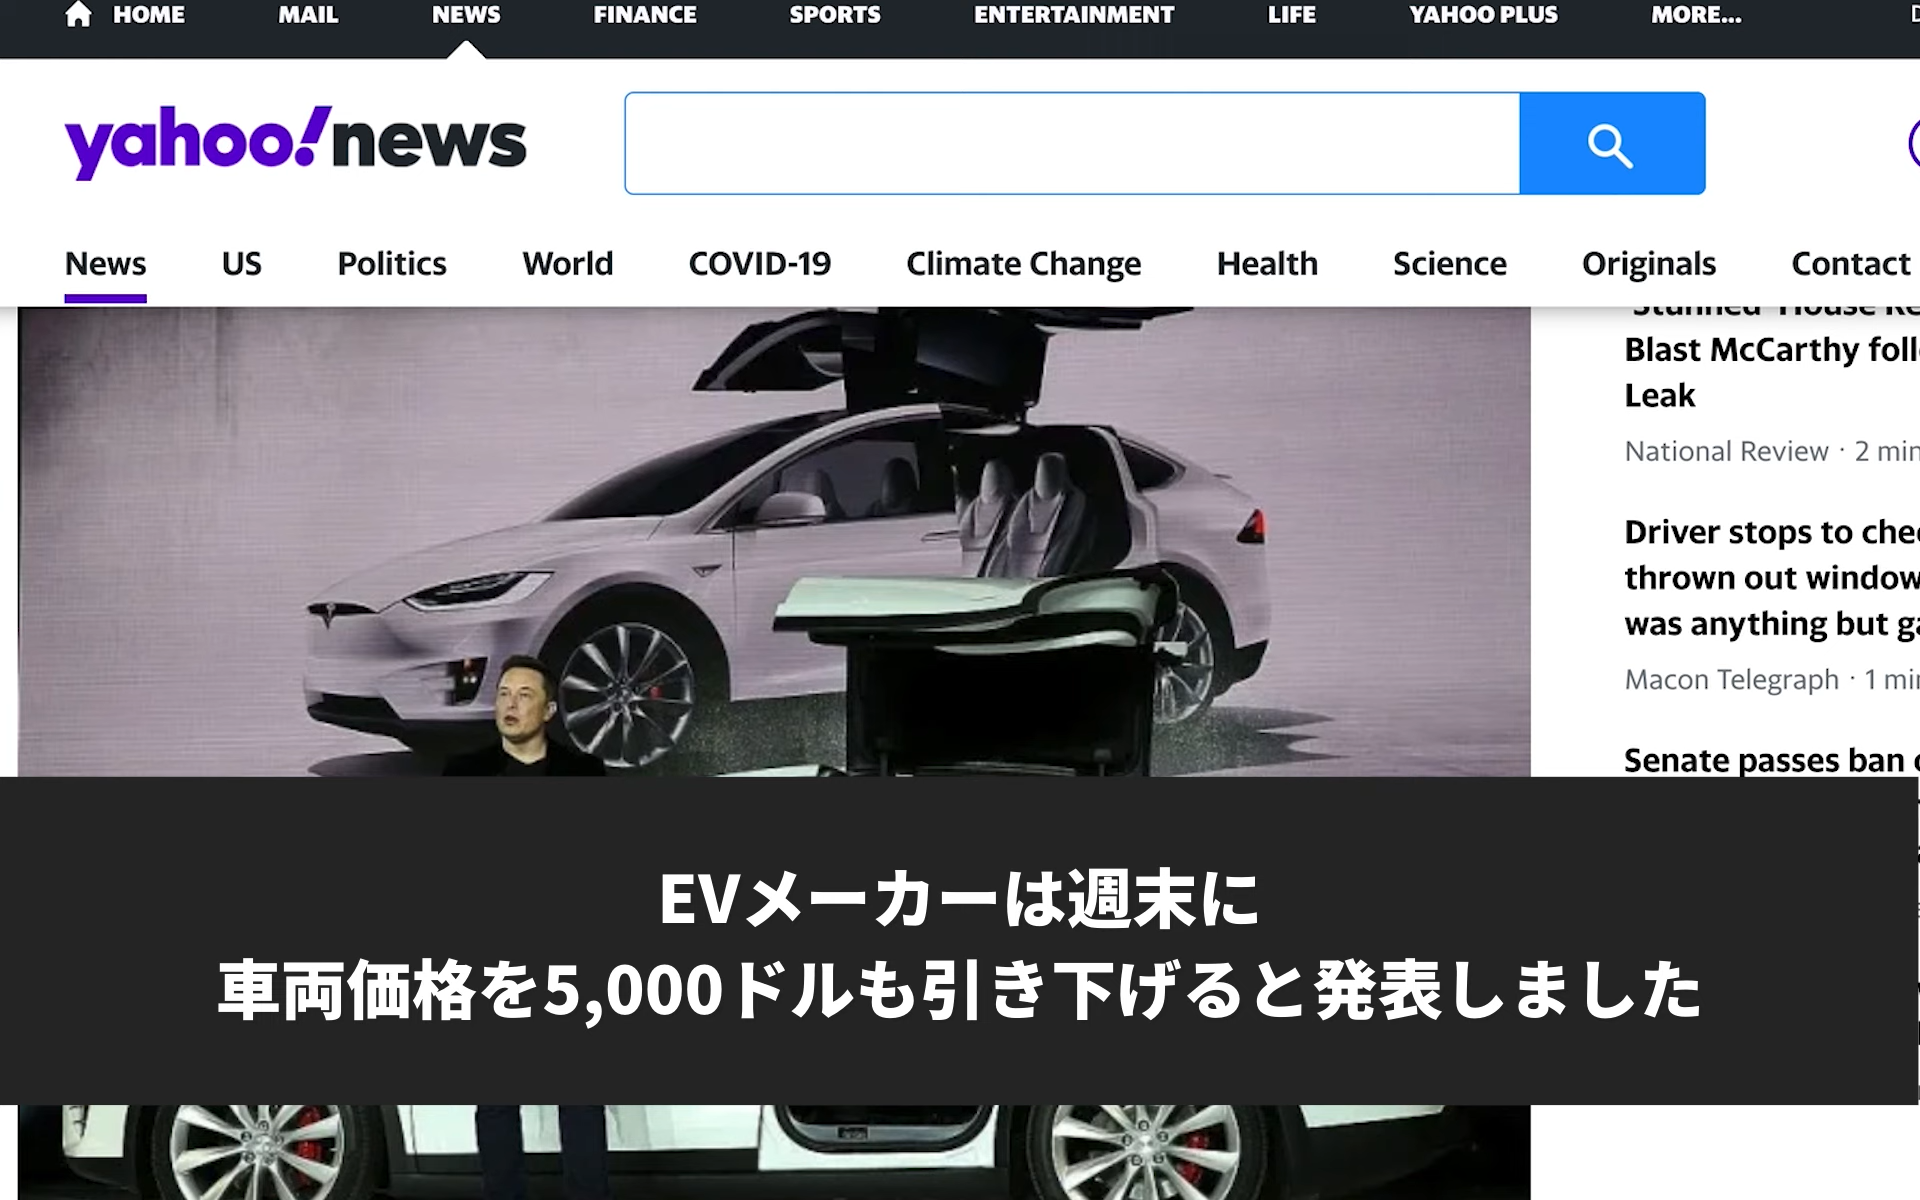 HOME MAIL NEWS FINANCE SPORTS ENTERTAINMENT LIFE YAHOO PLUS MORE...
yahoo!news
News US Politics World COVID-19 Climate Change Health Science Originals Contact
Blast McCarthy
Leak
National Review · 2
Driver stops to
thrown out window
was anything but
Macon Telegraph · 1
Senate passes ban
EVメーカーは週末に
車両価格を5,000ドルも引き下げると発表しました